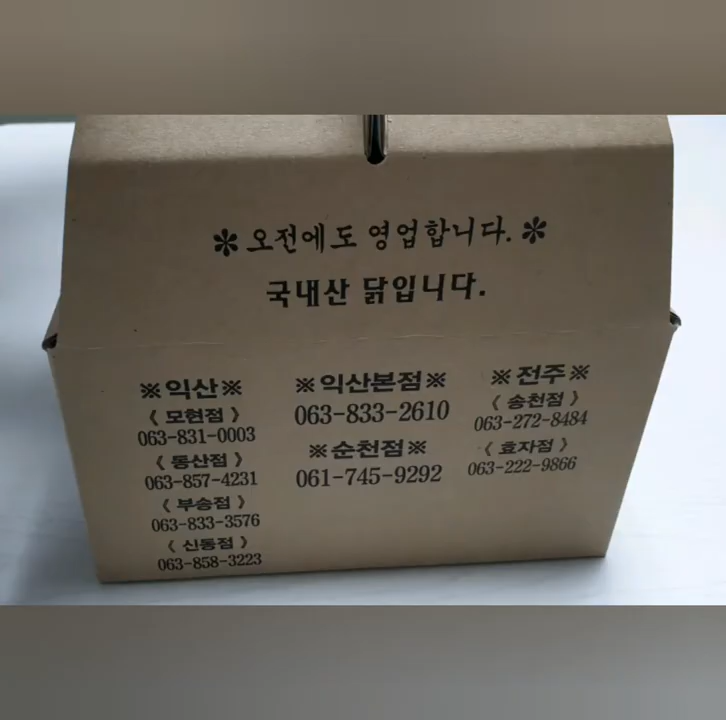 ✻ 오전에도 영업합니다. ✻
국내산 닭입니다.
※익산※
《 모현점 》
063-831-0003
《 동산점 》
063-857-4231
《 부송점 》
063-833-3576
《 신동점 》
063-858-3223
※익산본점※
063-833-2610
※순천점※
061-745-9292
※전주※
《 송천점 》
063-272-8484
《 효자점 》
063-222-9866